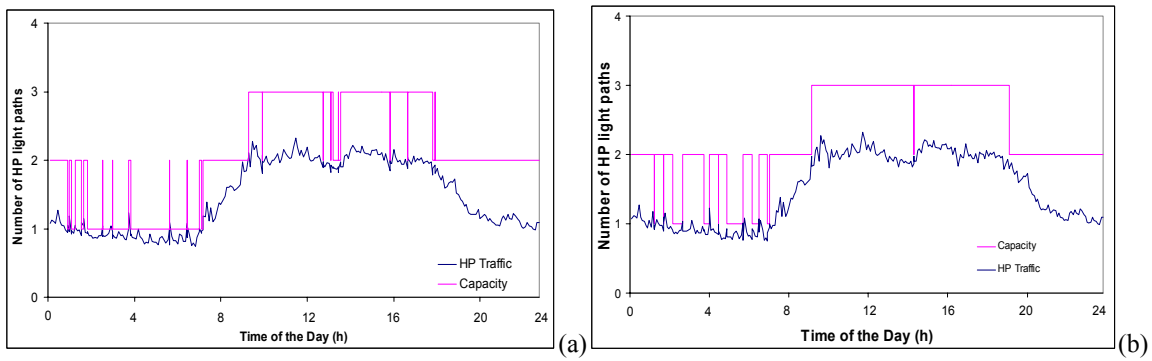 Number of HP light paths
4
3
2
1
0
HP Traffic
Capacity
0 4 8 12 16 20 24
Time of the Day (h)
(a)
Number of HP light paths
4
3
2
1
0
Capacity
HP Traffic
0 4 8 12 16 20 24
Time of the Day (h)
(b)